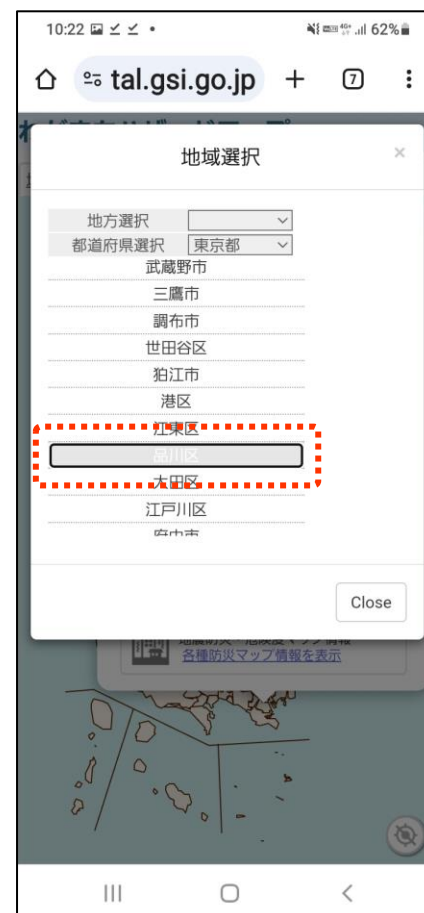 10:22 62%
tal.gsi.go.jp 7
地域選択 ×
地方選択
都道府県選択 東京都
武蔵野市
三鷹市
調布市
世田谷区
狛江市
港区
江東区
品川区
大田区
江戸川区
府中市
Close
各種防災マップ情報を表示